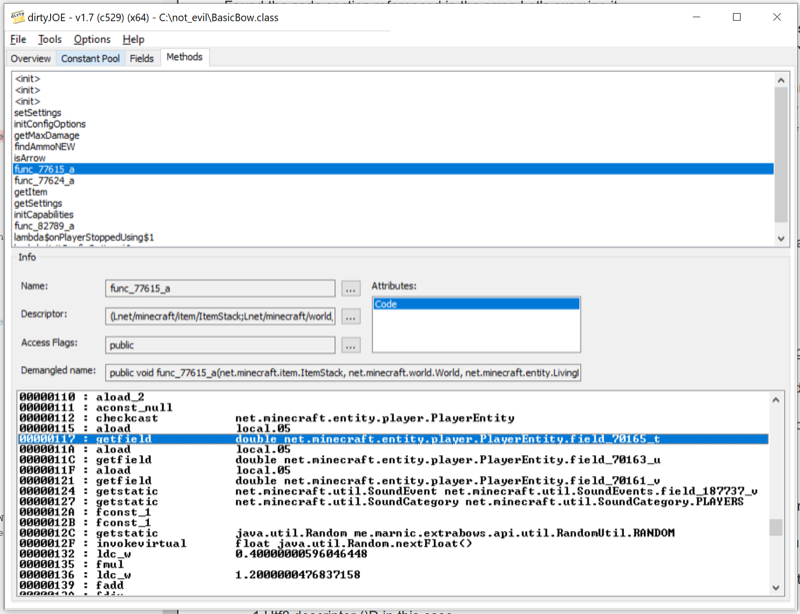 dirtyJOE - v1.7 (c529) (x64) - C:\not_evil\BasicBow.class
File Tools Options Help
Overview Constant Pool Fields Methods
<init>
<init>
<init>
setSettings
initConfigOptions
getMaxDamage
findAmmoNEW
isArrow
func_77615_a
func_77624_a
getItem
getSettings
initCapabilities
func_82789_a
lambda$onPlayerStoppedUsing$1
Info
Name: func_77615_a ... Attributes:
Code
Descriptor: (Lnet/minecraft/item/ItemStack;Lnet/minecraft/world, ...
Access Flags: public ...
Demangled name: public void func_77615_a(net.minecraft.item.ItemStack, net.minecraft.world.World, net.minecraft.entity.Livingl
00000110 : aload_2
00000111 : aconst_null
00000112 : checkcast net.minecraft.entity.player.PlayerEntity
00000115 : aload local.05
00000117 : getfield double net.minecraft.entity.player.PlayerEntity.field_70165_t
0000011A : aload local.05
0000011C : getfield double net.minecraft.entity.player.PlayerEntity.field_70163_u
0000011F : aload local.05
00000121 : getfield double net.minecraft.entity.player.PlayerEntity.field_70161_v
00000124 : getstatic net.minecraft.util.SoundEvent net.minecraft.util.SoundEvents.field_187737_v
00000127 : getstatic net.minecraft.util.SoundCategory net.minecraft.util.SoundCategory.PLAYERS
0000012A : fconst_1
0000012B : fconst_1
0000012C : getstatic java.util.Random me.marnic.extrabows.api.util.RandomUtil.RANDOM
0000012F : invokevirtual float java.util.Random.nextFloat()
00000132 : ldc_w 0.40000000596046448
00000135 : fmul
00000136 : ldc_w 1.2000000476837158
00000139 : fadd